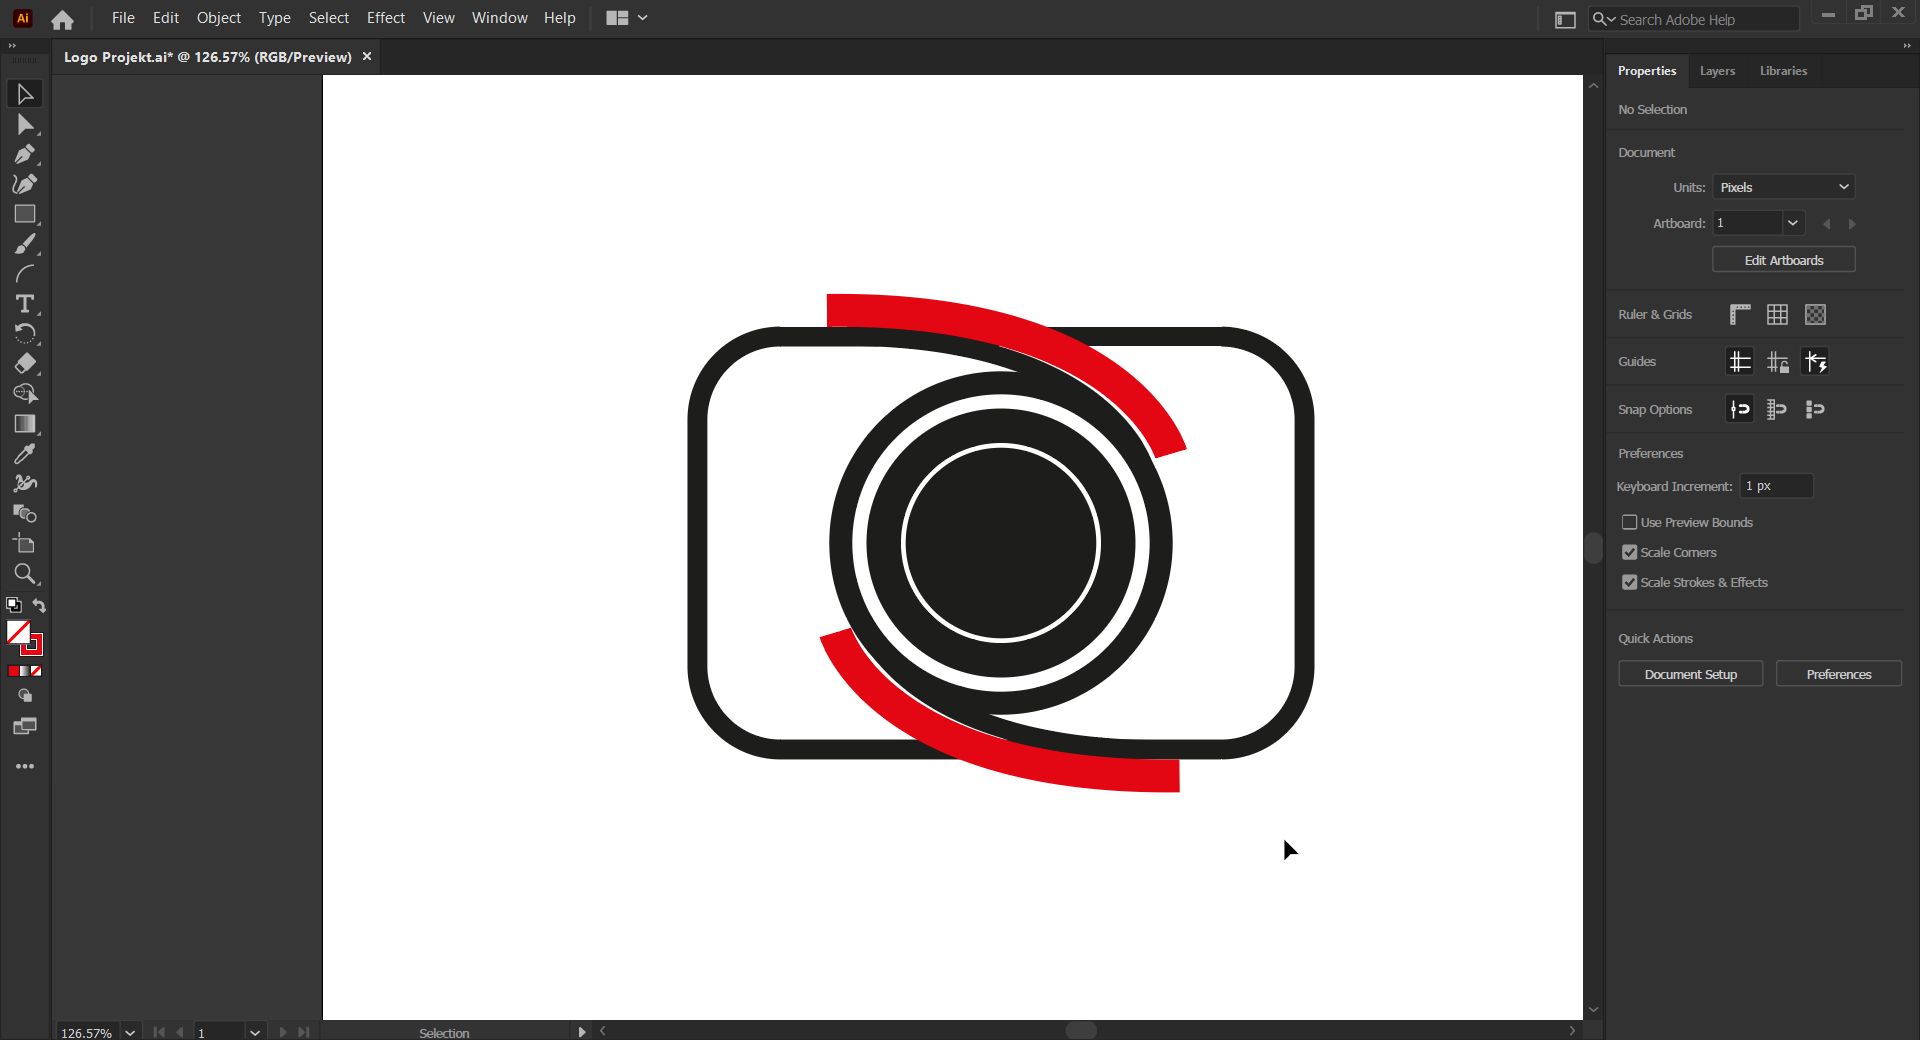 Ai File Edit Object Type Select Effect View Window Help Search Adobe Help
Logo Projekt.ai* @ 126.57% (RGB/Preview)
Properties Layers Libraries
No Selection
Document
Units: Pixels
Artboard: 1
Edit Artboards
Ruler & Grids
Guides
Snap Options
Preferences
Keyboard Increment: 1 px
Use Preview Bounds
Scale Corners
Scale Strokes & Effects
Quick Actions
Document Setup Preferences
126.57% 1 Selection